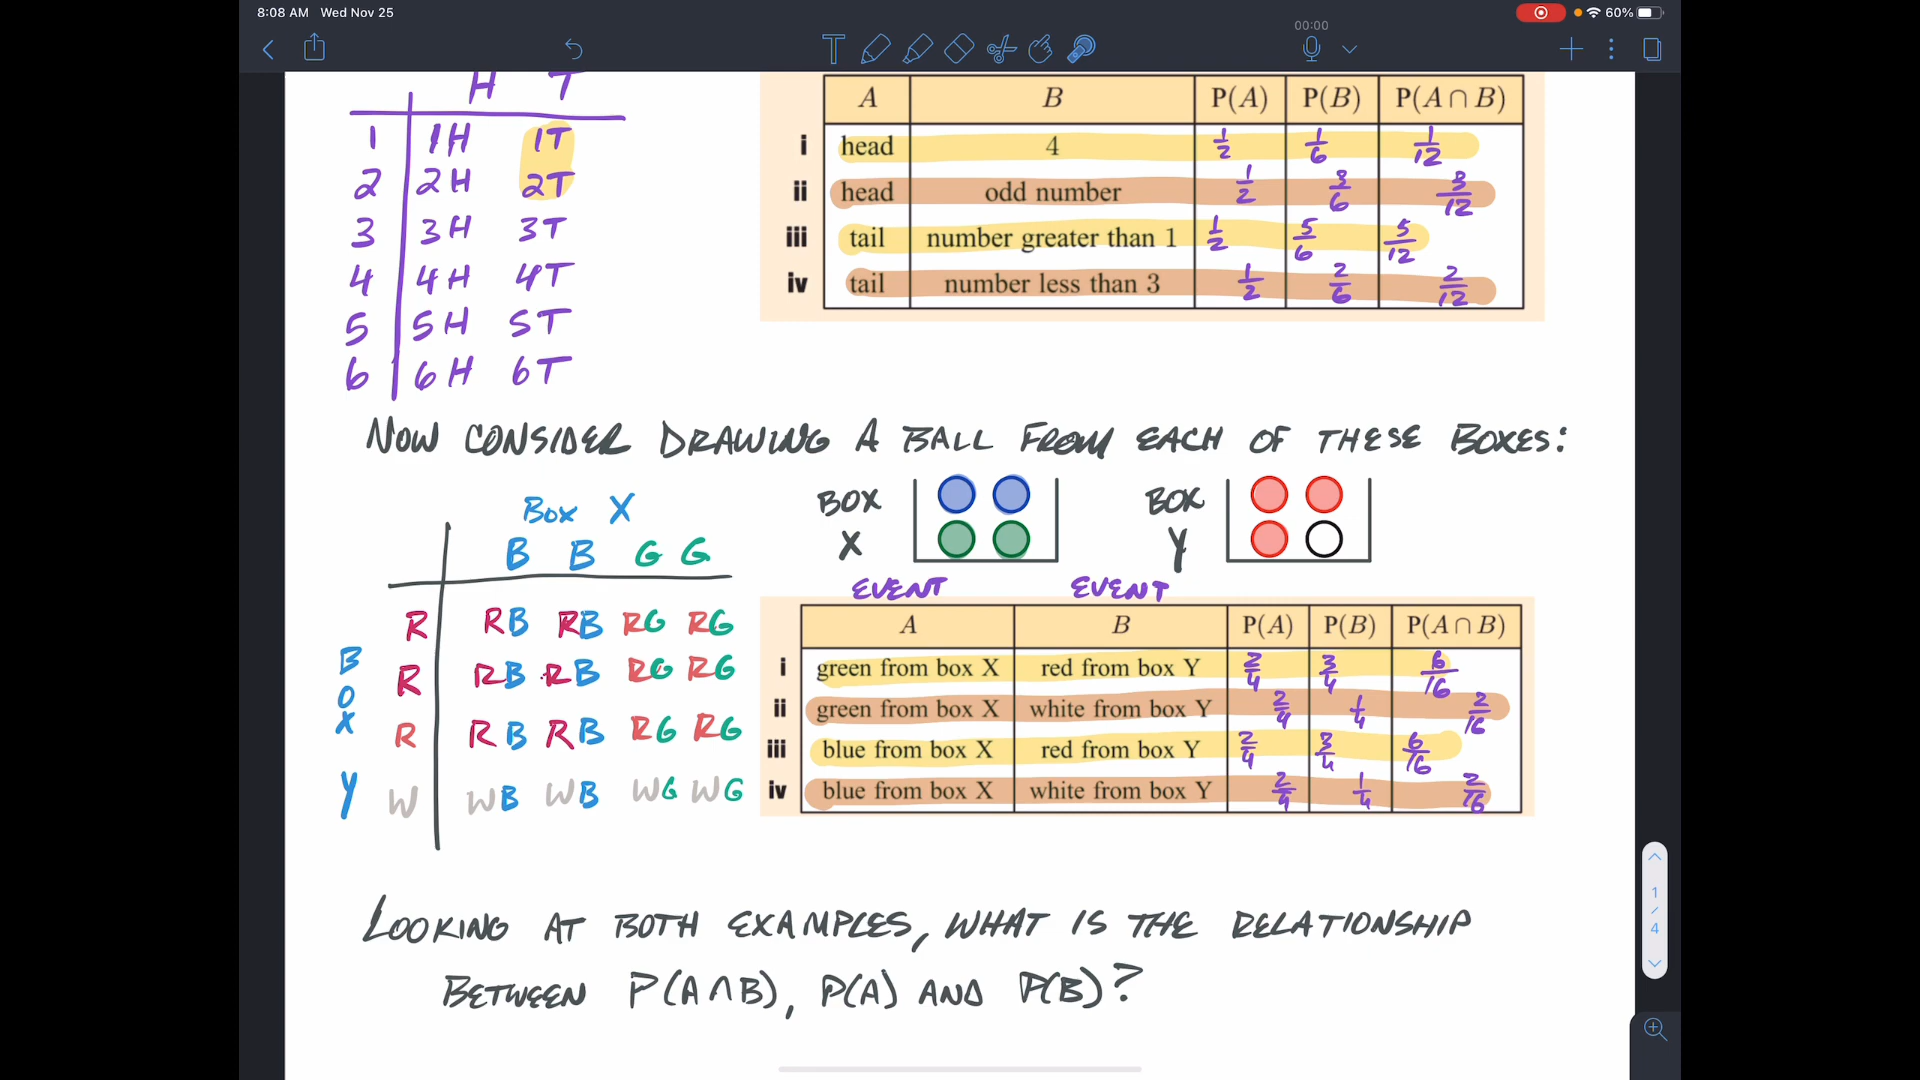 8:08 AM Wed Nov 25
60%
00:00
H T
1 1H 1T
2 2H 2T
3 3H 3T
4 4H 4T
5 5H 5T
6 6H 6T
A B P(A) P(B) P(A ∩ B)
i head 4 1/2 1/6 1/12
ii head odd number 1/2 3/6 3/12
iii tail number greater than 1 1/2 5/6 5/12
iv tail number less than 3 1/2 2/6 2/12
NOW CONSIDER DRAWING A BALL FROM EACH OF THESE BOXES:
BOX X
BOX Y
BOX X
B B G G
BOX Y
R RB RB RG RG
R RB RB RG RG
R RB RB RG RG
W WB WB WG WG
EVENT EVENT
A B P(A) P(B) P(A ∩ B)
i green from box X red from box Y 2/4 3/4 6/16
ii green from box X white from box Y 2/4 1/4 2/16
iii blue from box X red from box Y 2/4 3/4 6/16
iv blue from box X white from box Y 2/4 1/4 2/16
LOOKING AT BOTH EXAMPLES, WHAT IS THE RELATIONSHIP
BETWEEN P(A∩B), P(A) AND P(B)?
1/4